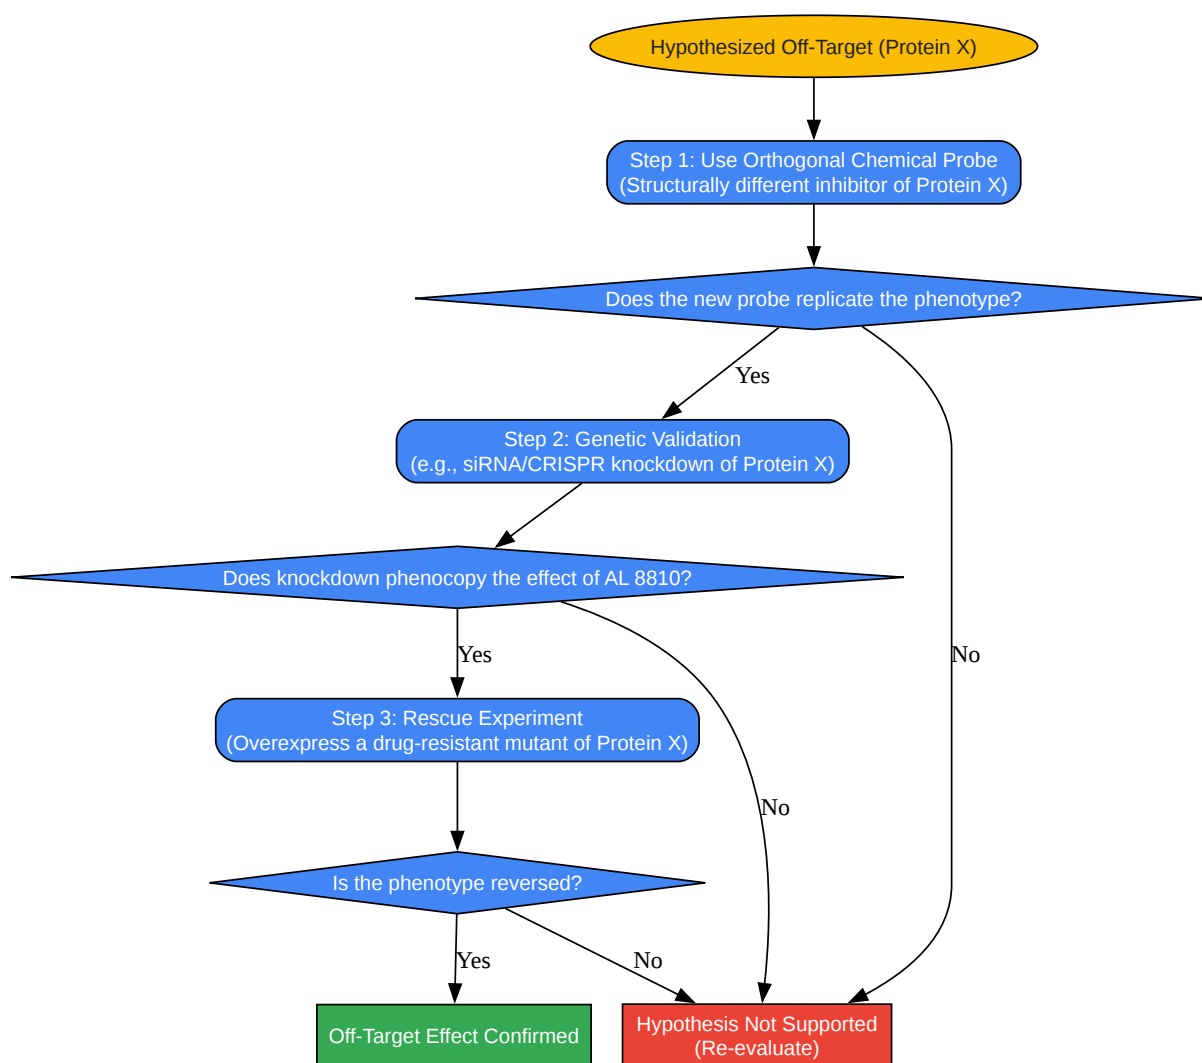 Hypothesized Off-Target (Protein X)
Step 1: Use Orthogonal Chemical Probe
(Structurally different inhibitor of Protein X)
Does the new probe replicate the phenotype?
Yes
No
Step 2: Genetic Validation
(e.g., siRNA/CRISPR knockdown of Protein X)
Does knockdown phenocopy the effect of AL 8810?
Yes
No
Step 3: Rescue Experiment
(Overexpress a drug-resistant mutant of Protein X)
Is the phenotype reversed?
Yes
No
Off-Target Effect Confirmed
Hypothesis Not Supported
(Re-evaluate)